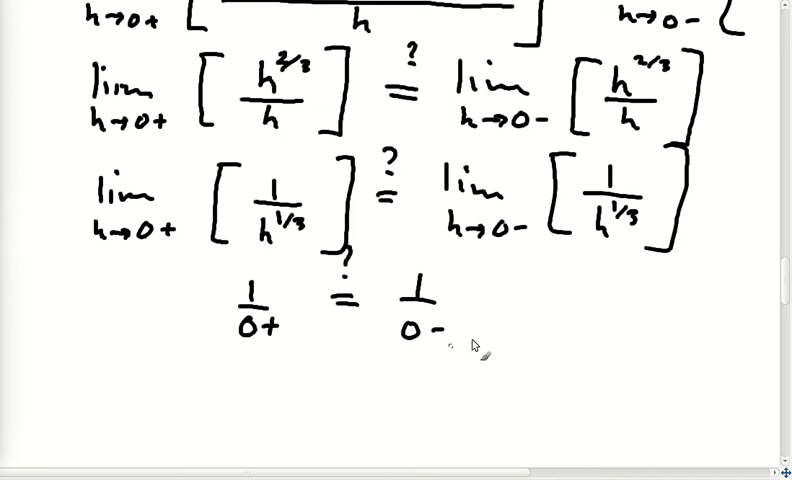 h→0+ [ h ] h→0- [
lim h→0+ [ h^2/3 / h ] =? lim h→0- [ h^2/3 / h ]
lim h→0+ [ 1 / h^1/3 ] =? lim h→0- [ 1 / h^1/3 ]
1 / 0+ =? 1 / 0-